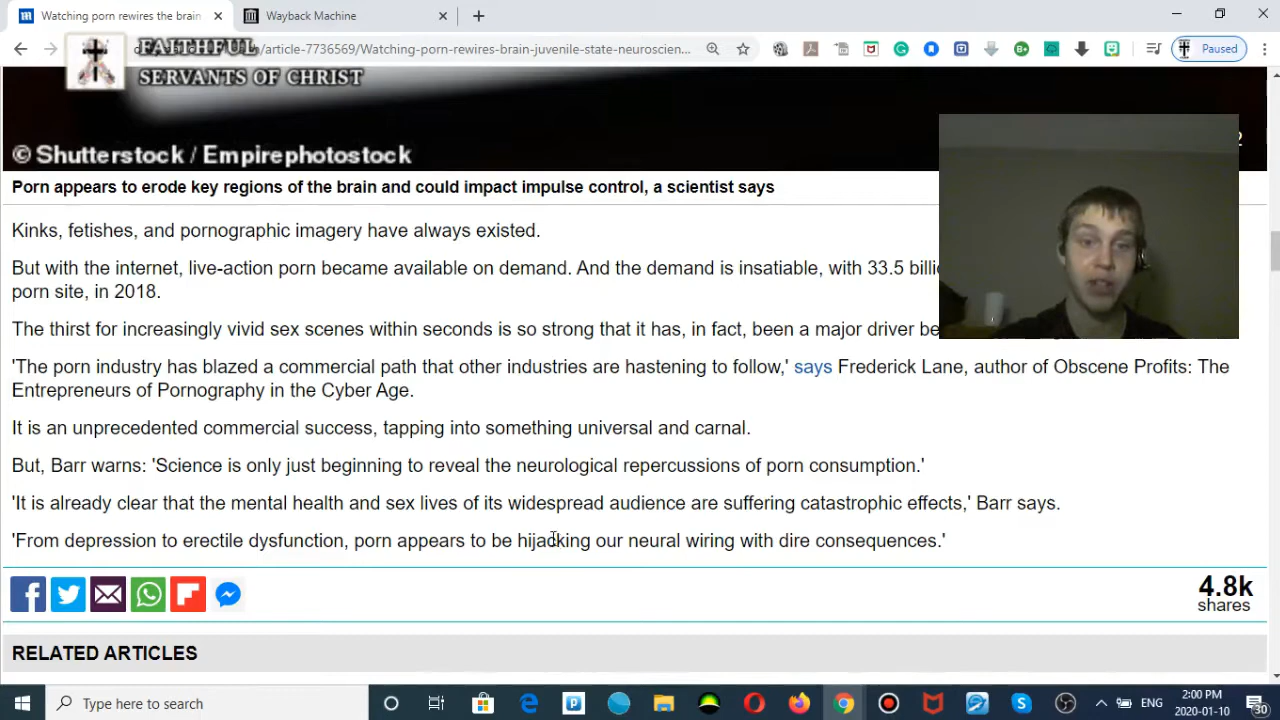 Watching porn rewires the brain
Wayback Machine
article-7736569/Watching-porn-rewires-brain-juvenile-state-neuroscien...
Paused
FAITHFUL
SERVANTS OF CHRIST
© Shutterstock / Empirephotostock
2
Porn appears to erode key regions of the brain and could impact impulse control, a scientist says
Kinks, fetishes, and pornographic imagery have always existed.
But with the internet, live-action porn became available on demand. And the demand is insatiable, with 33.5
porn site, in 2018.
The thirst for increasingly vivid sex scenes within seconds is so strong that it has, in fact, been a major driver
'The porn industry has blazed a commercial path that other industries are hastening to follow,' says Frederick Lane, author of Obscene Profits: The
Entrepreneurs of Pornography in the Cyber Age.
It is an unprecedented commercial success, tapping into something universal and carnal.
But, Barr warns: 'Science is only just beginning to reveal the neurological repercussions of porn consumption.'
'It is already clear that the mental health and sex lives of its widespread audience are suffering catastrophic effects,' Barr says.
'From depression to erectile dysfunction, porn appears to be hijacking our neural wiring with dire consequences.'
4.8k
shares
RELATED ARTICLES
Type here to search
ENG
2:00 PM
2020-01-10
30